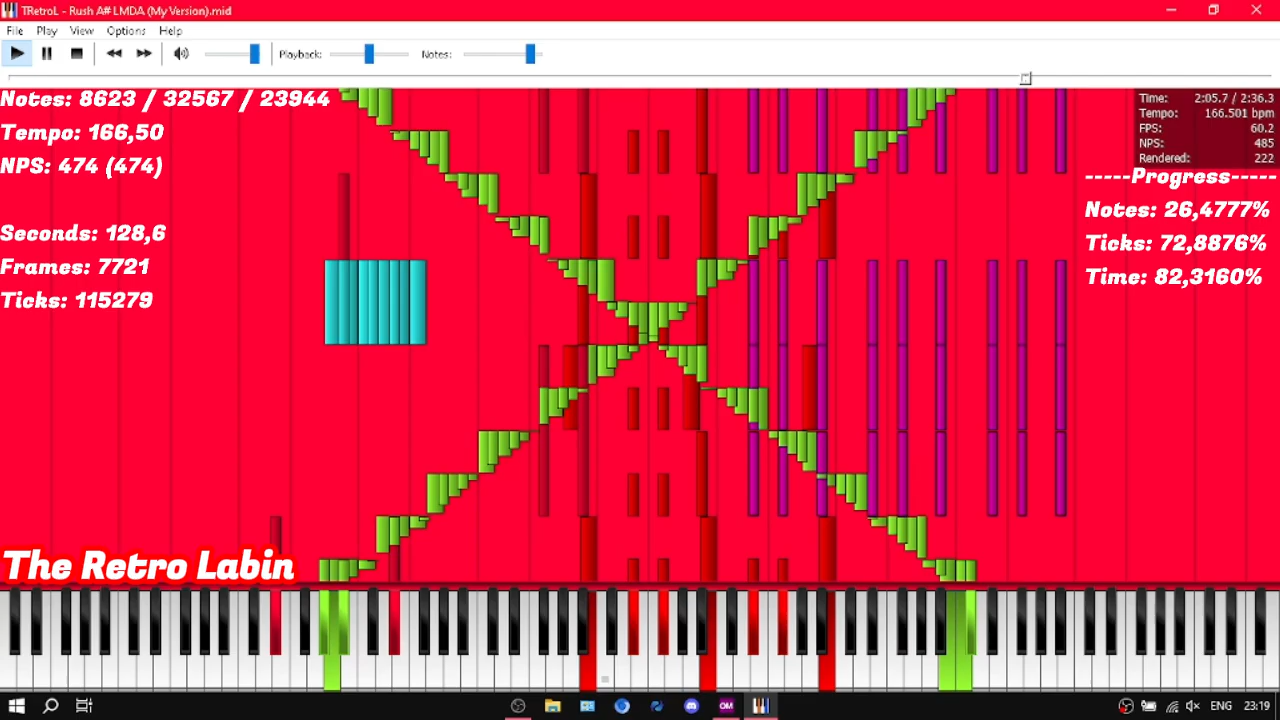 TRetroL - Rush A# LMDA (My Version).mid
File Play View Options Help
Playback: Notes:
Notes: 8623 / 32567 / 23944
Tempo: 166,50
NPS: 474 (474)
Seconds: 128,6
Frames: 7721
Ticks: 115279
Time: 2:05.7 / 2:36.3
Tempo: 166.501 bpm
FPS: 60.2
NPS: 485
Rendered: 222
-----Progress-----
Notes: 26,4777%
Ticks: 72,8876%
Time: 82,3160%
The Retro Labin
OM
ENG 23:19